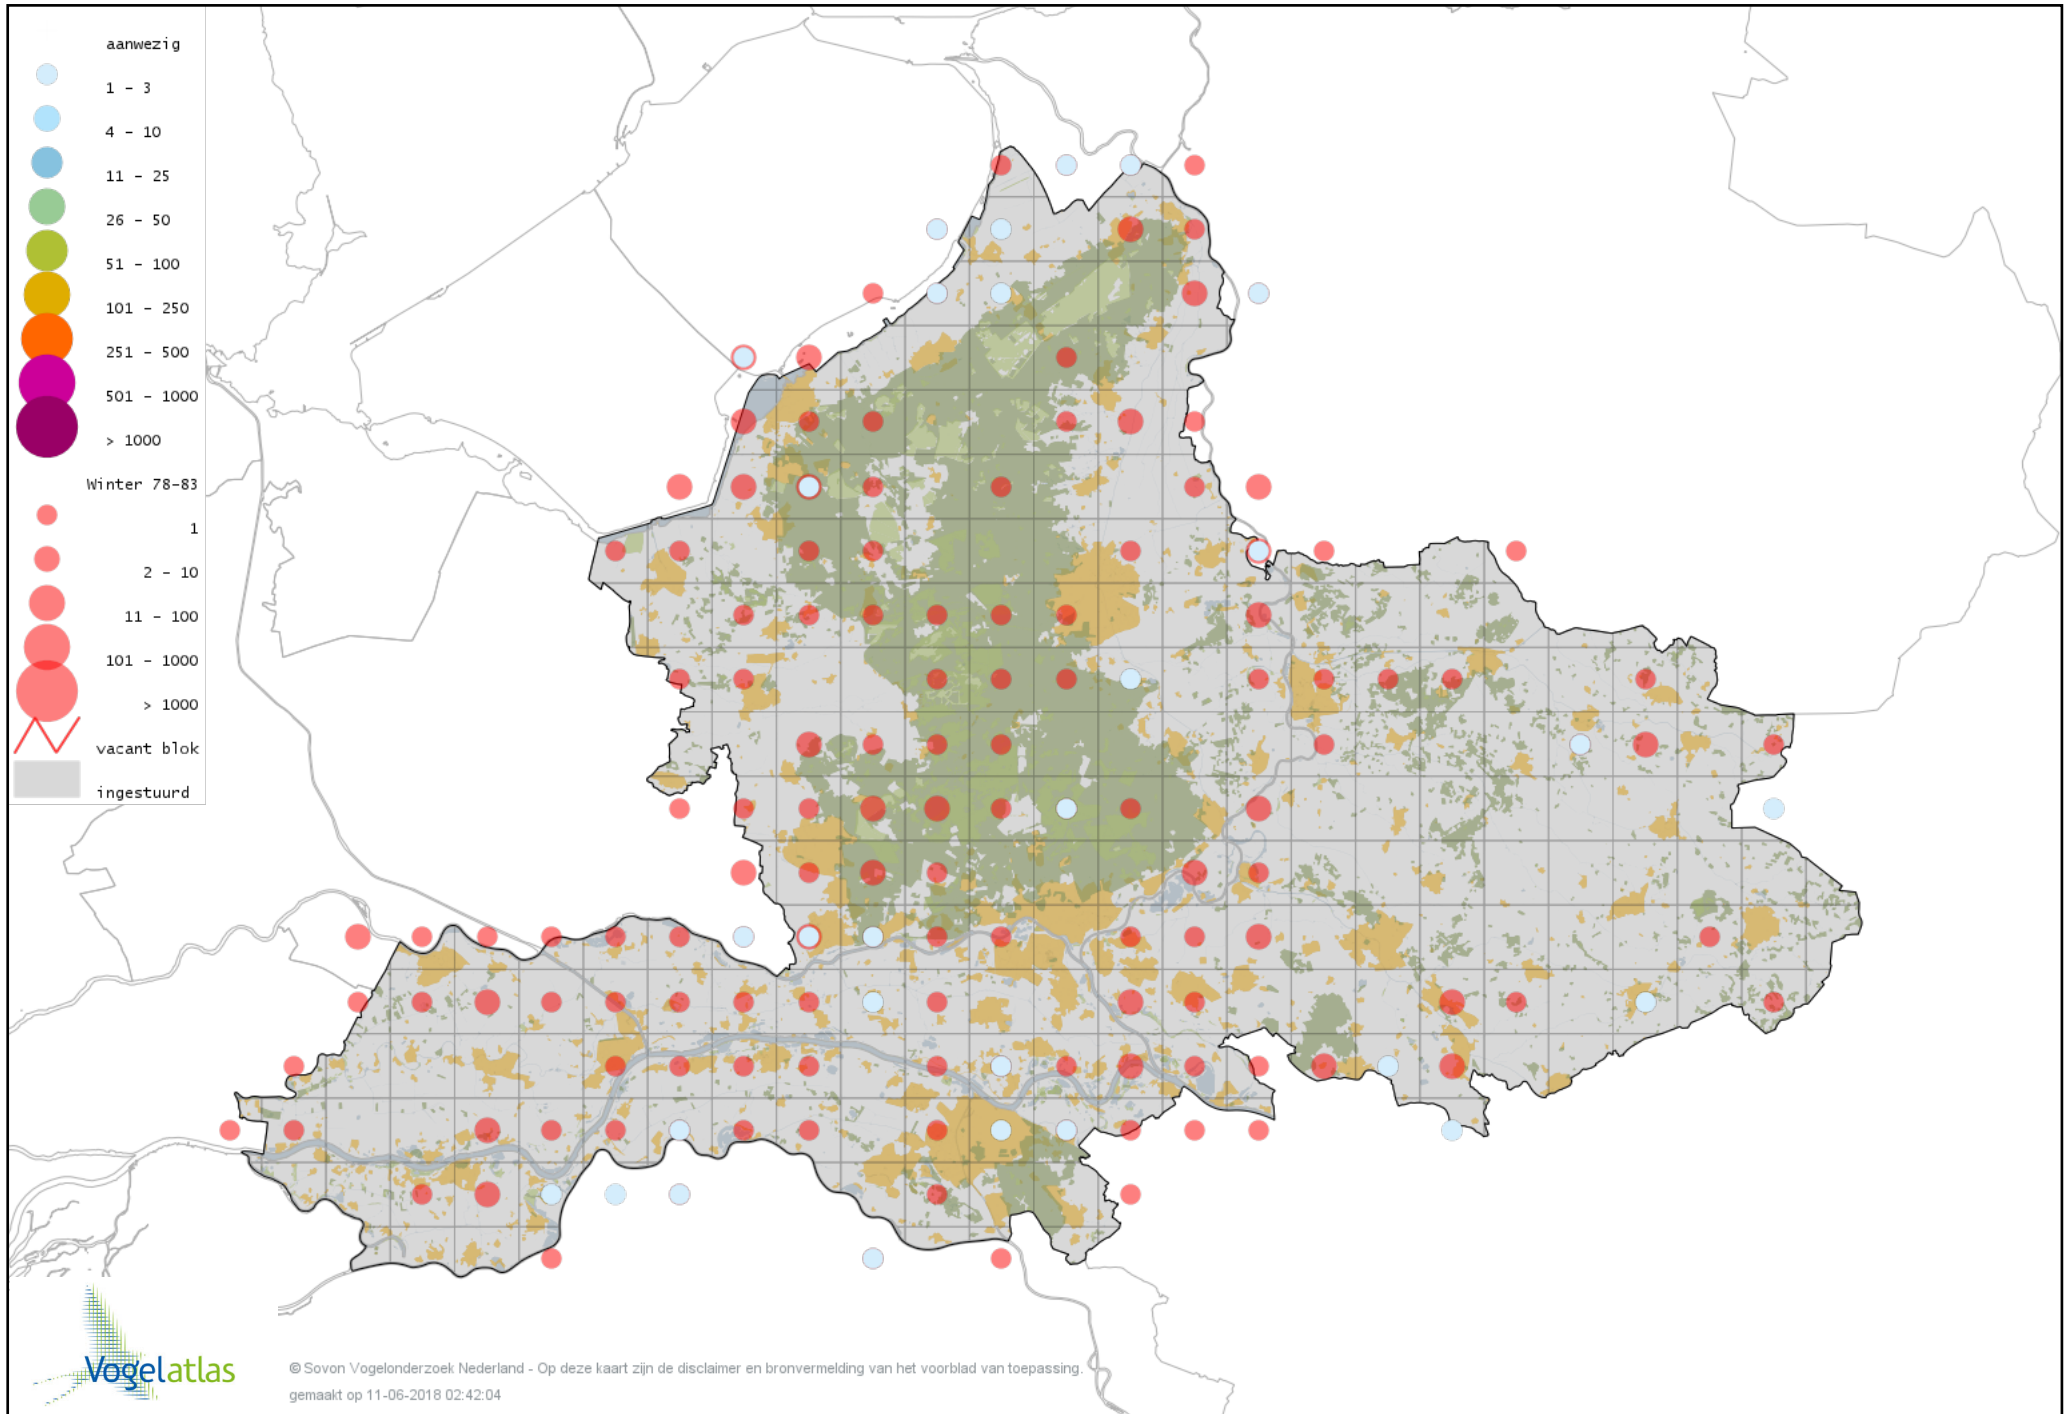 aanwezig
1 – 3
4 – 10
11 – 25
26 – 50
51 – 100
101 – 250
251 – 500
501 – 1000
> 1000
Winter 78-83
1
2 – 10
11 – 100
101 – 1000
> 1000
vacant blok
ingestuurd
Vogelatlas
© Sovon Vogelonderzoek Nederland - Op deze kaart zijn de disclaimer en bronvermelding van het voorblad van toepassing.
gemaakt op 11-06-2018 02:42:04